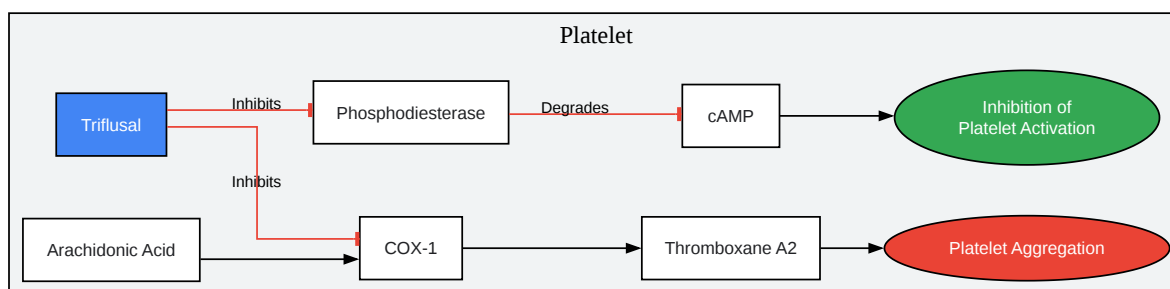 Platelet
Inhibits
Phosphodiesterase
Degrades
cAMP
Inhibition of
Platelet Activation
Triflusal
Inhibits
Arachidonic Acid
COX-1
Thromboxane A2
Platelet Aggregation